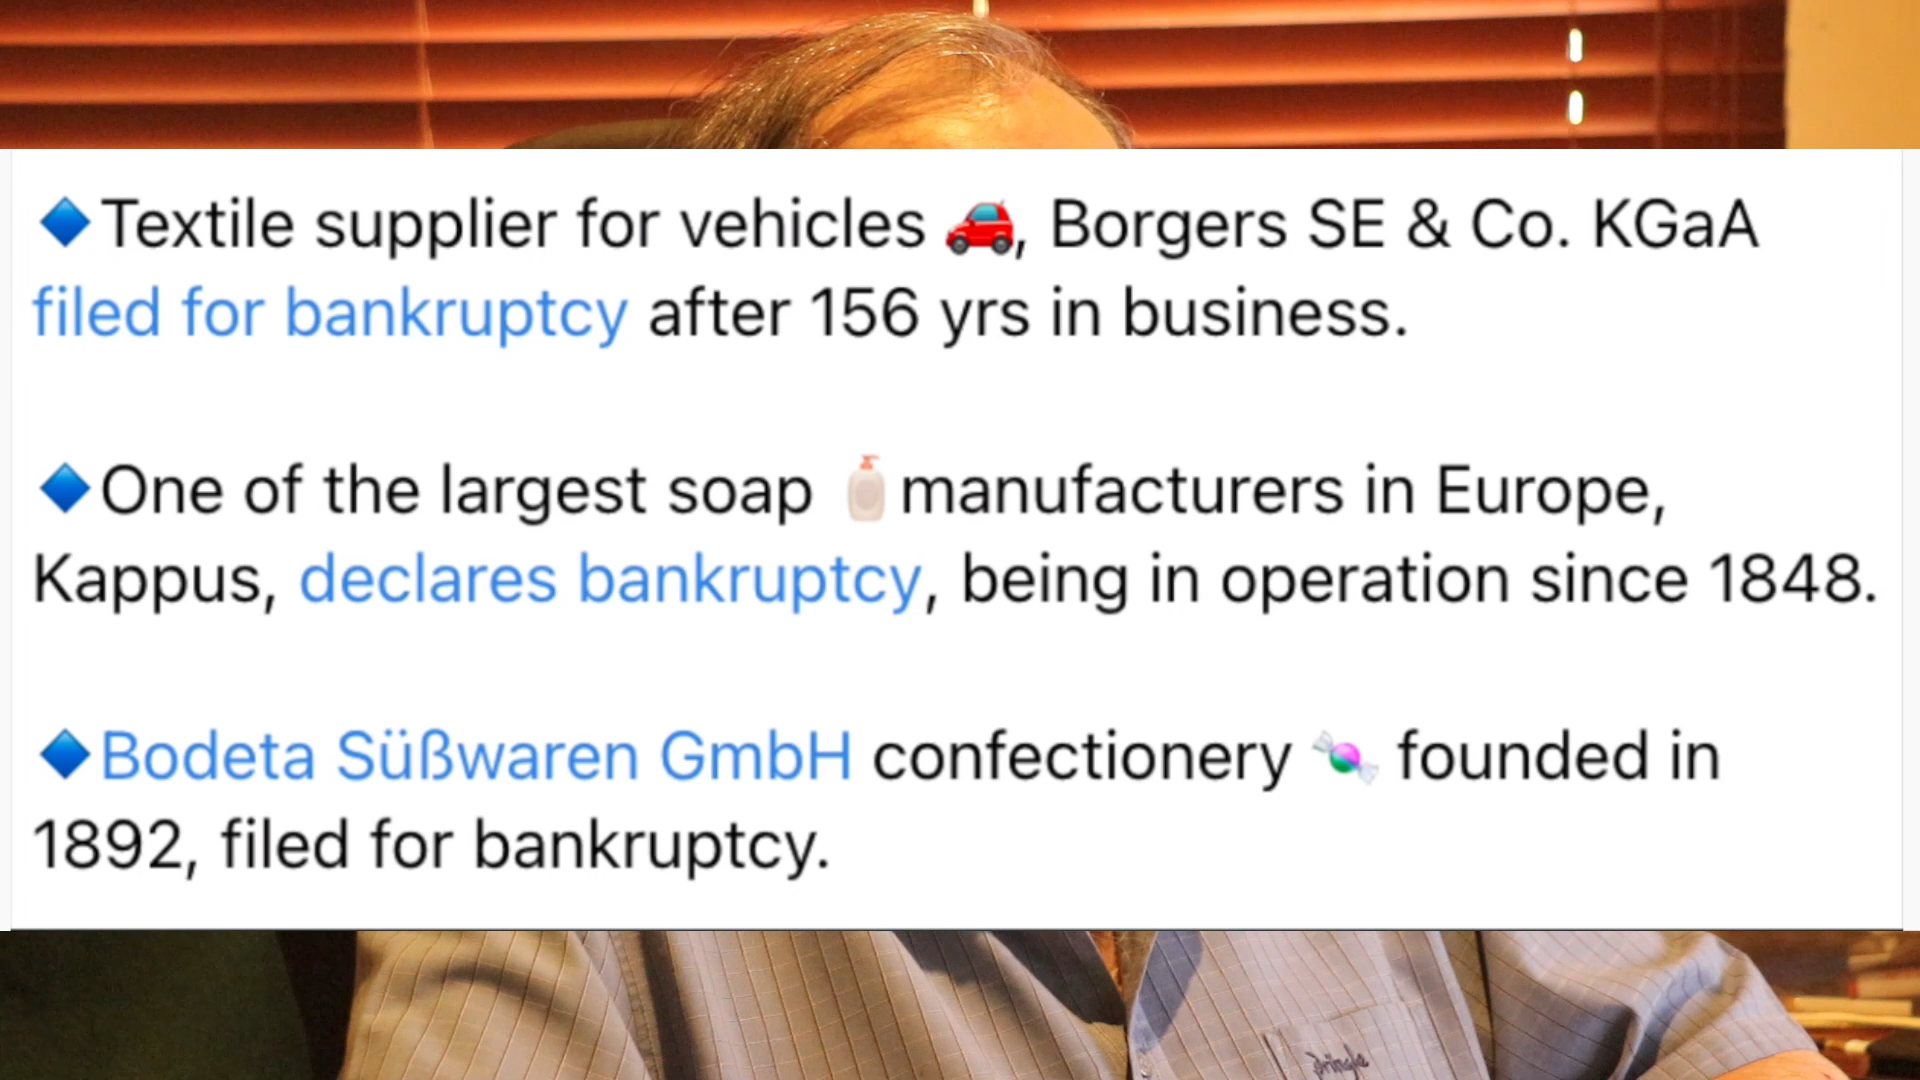 🔷Textile supplier for vehicles 🚗, Borgers SE & Co. KGaA
filed for bankruptcy after 156 yrs in business.
🔷One of the largest soap 🧴manufacturers in Europe,
Kappus, declares bankruptcy, being in operation since 1848.
🔷Bodeta Süßwaren GmbH confectionery 🍬 founded in
1892, filed for bankruptcy.
pringle